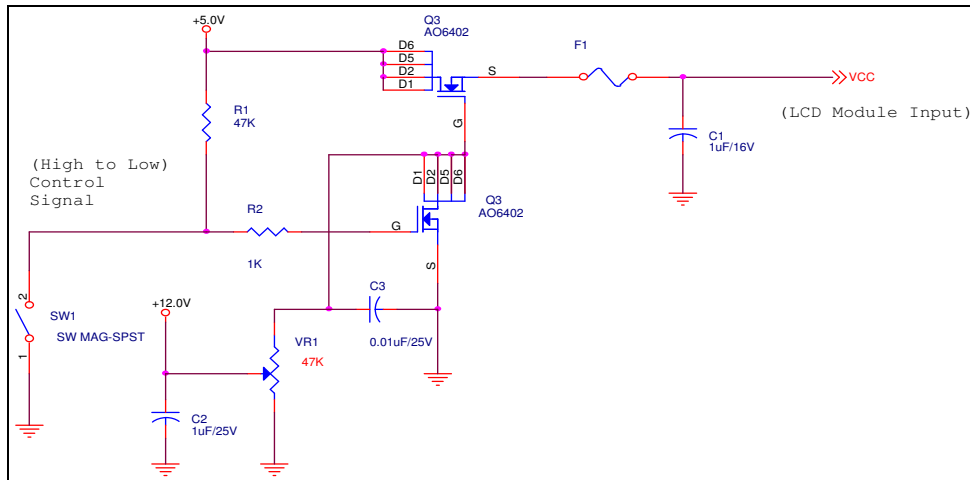 +5.0V
Q3
AO6402
D6
D5
D2
D1
S
G
F1
VCC
(LCD Module Input)
R1
47K
C1
1uF/16V
(High to Low)
Control
Signal
D1
D2
D5
D6
Q3
AO6402
R2
1K
G
S
2
1
SW1
SW MAG-SPST
+12.0V
C3
0.01uF/25V
VR1
47K
C2
1uF/25V